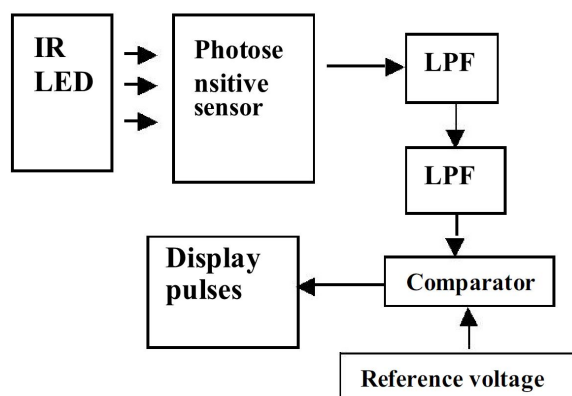 IR
LED
Photose
nsitive
sensor
LPF
LPF
Comparator
Display
pulses
Reference voltage